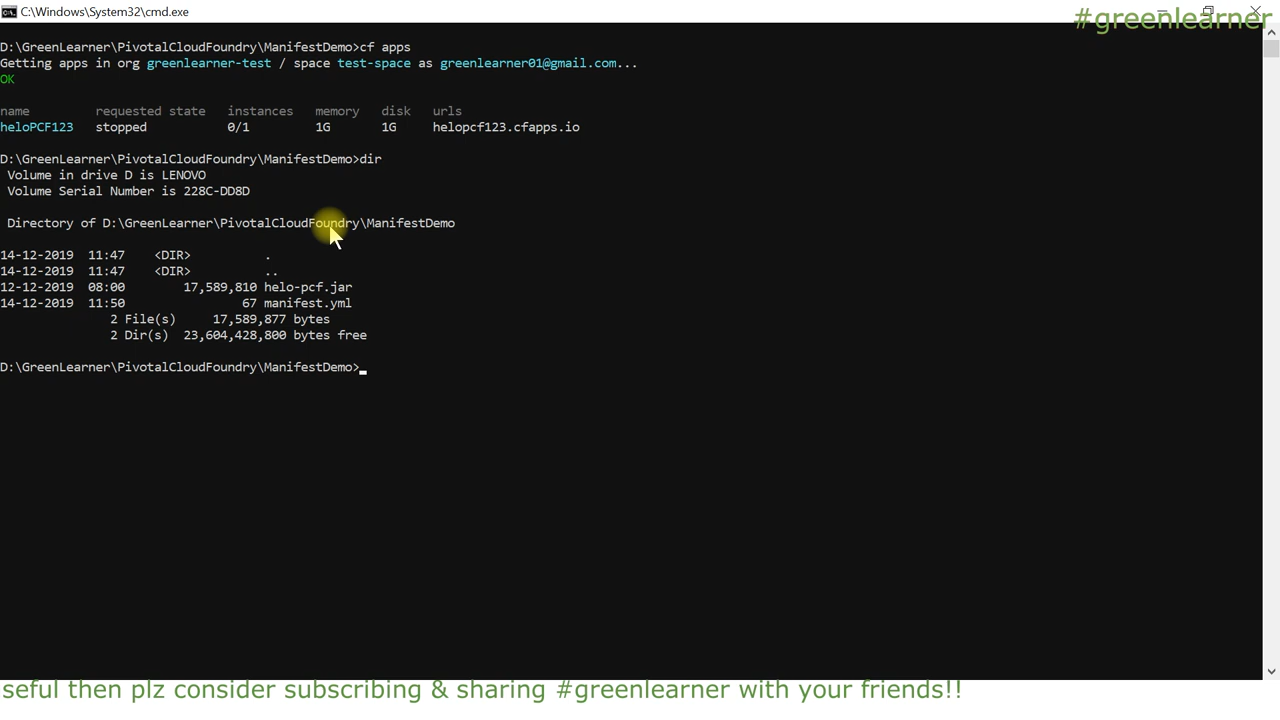 C:\Windows\System32\cmd.exe
#greenlearner
D:\GreenLearner\PivotalCloudFoundry\ManifestDemo>cf apps
Getting apps in org greenlearner-test / space test-space as greenlearner01@gmail.com...
OK
name requested state instances memory disk urls
heloPCF123 stopped 0/1 1G 1G helopcf123.cfapps.io
D:\GreenLearner\PivotalCloudFoundry\ManifestDemo>dir
Volume in drive D is LENOVO
Volume Serial Number is 228C-DD8D
Directory of D:\GreenLearner\PivotalCloudFoundry\ManifestDemo
14-12-2019 11:47 <DIR> .
14-12-2019 11:47 <DIR> ..
12-12-2019 08:00 17,589,810 helo-pcf.jar
14-12-2019 11:50 67 manifest.yml
2 File(s) 17,589,877 bytes
2 Dir(s) 23,604,428,800 bytes free
D:\GreenLearner\PivotalCloudFoundry\ManifestDemo>
seful then plz consider subscribing & sharing #greenlearner with your friends!!